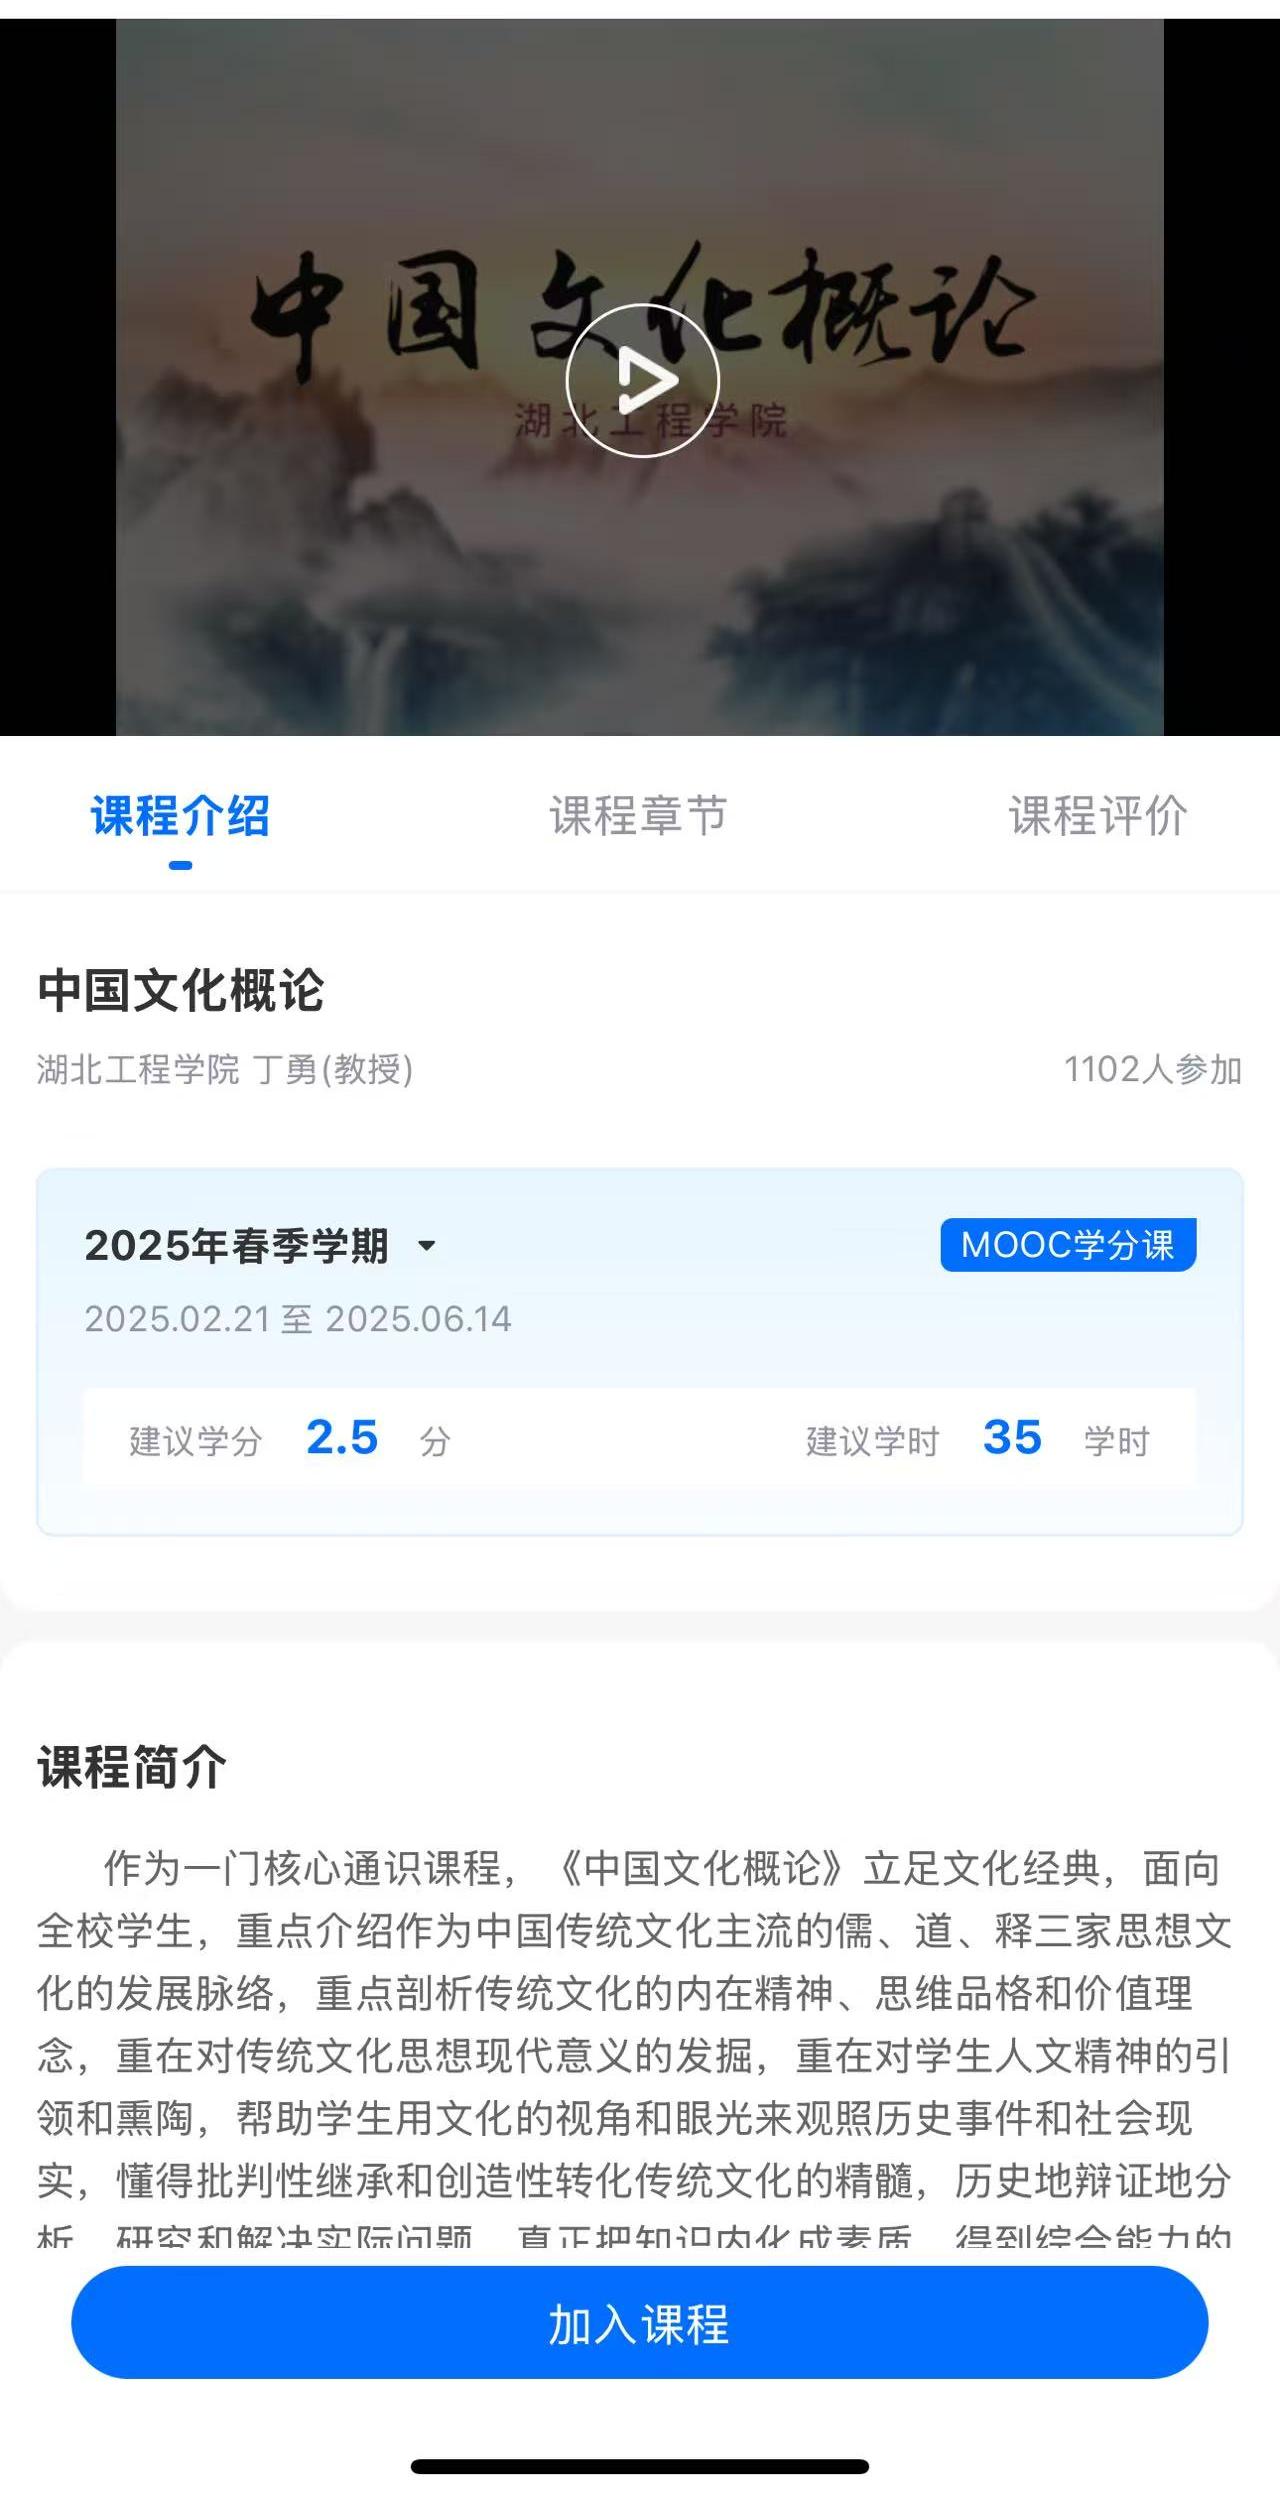 中国文化概论
湖北工程学院
课程介绍
课程章节
课程评价
中国文化概论
湖北工程学院 丁勇(教授)
1102人参加
2025年春季学期
MOOC学分课
2025.02.21 至 2025.06.14
建议学分 2.5 分
建议学时 35 学时
课程简介
作为一门核心通识课程，《中国文化概论》立足文化经典，面向
全校学生，重点介绍作为中国传统文化主流的儒、道、释三家思想文
化的发展脉络，重点剖析传统文化的内在精神、思维品格和价值理
念，重在对传统文化思想现代意义的发掘，重在对学生人文精神的引
领和熏陶，帮助学生用文化的视角和眼光来观照历史事件和社会现
实，懂得批判性继承和创造性转化传统文化的精髓，历史地辩证地分
析、研究和解决实际问题，真正把知识内化成素质，得到综合能力的
加入课程